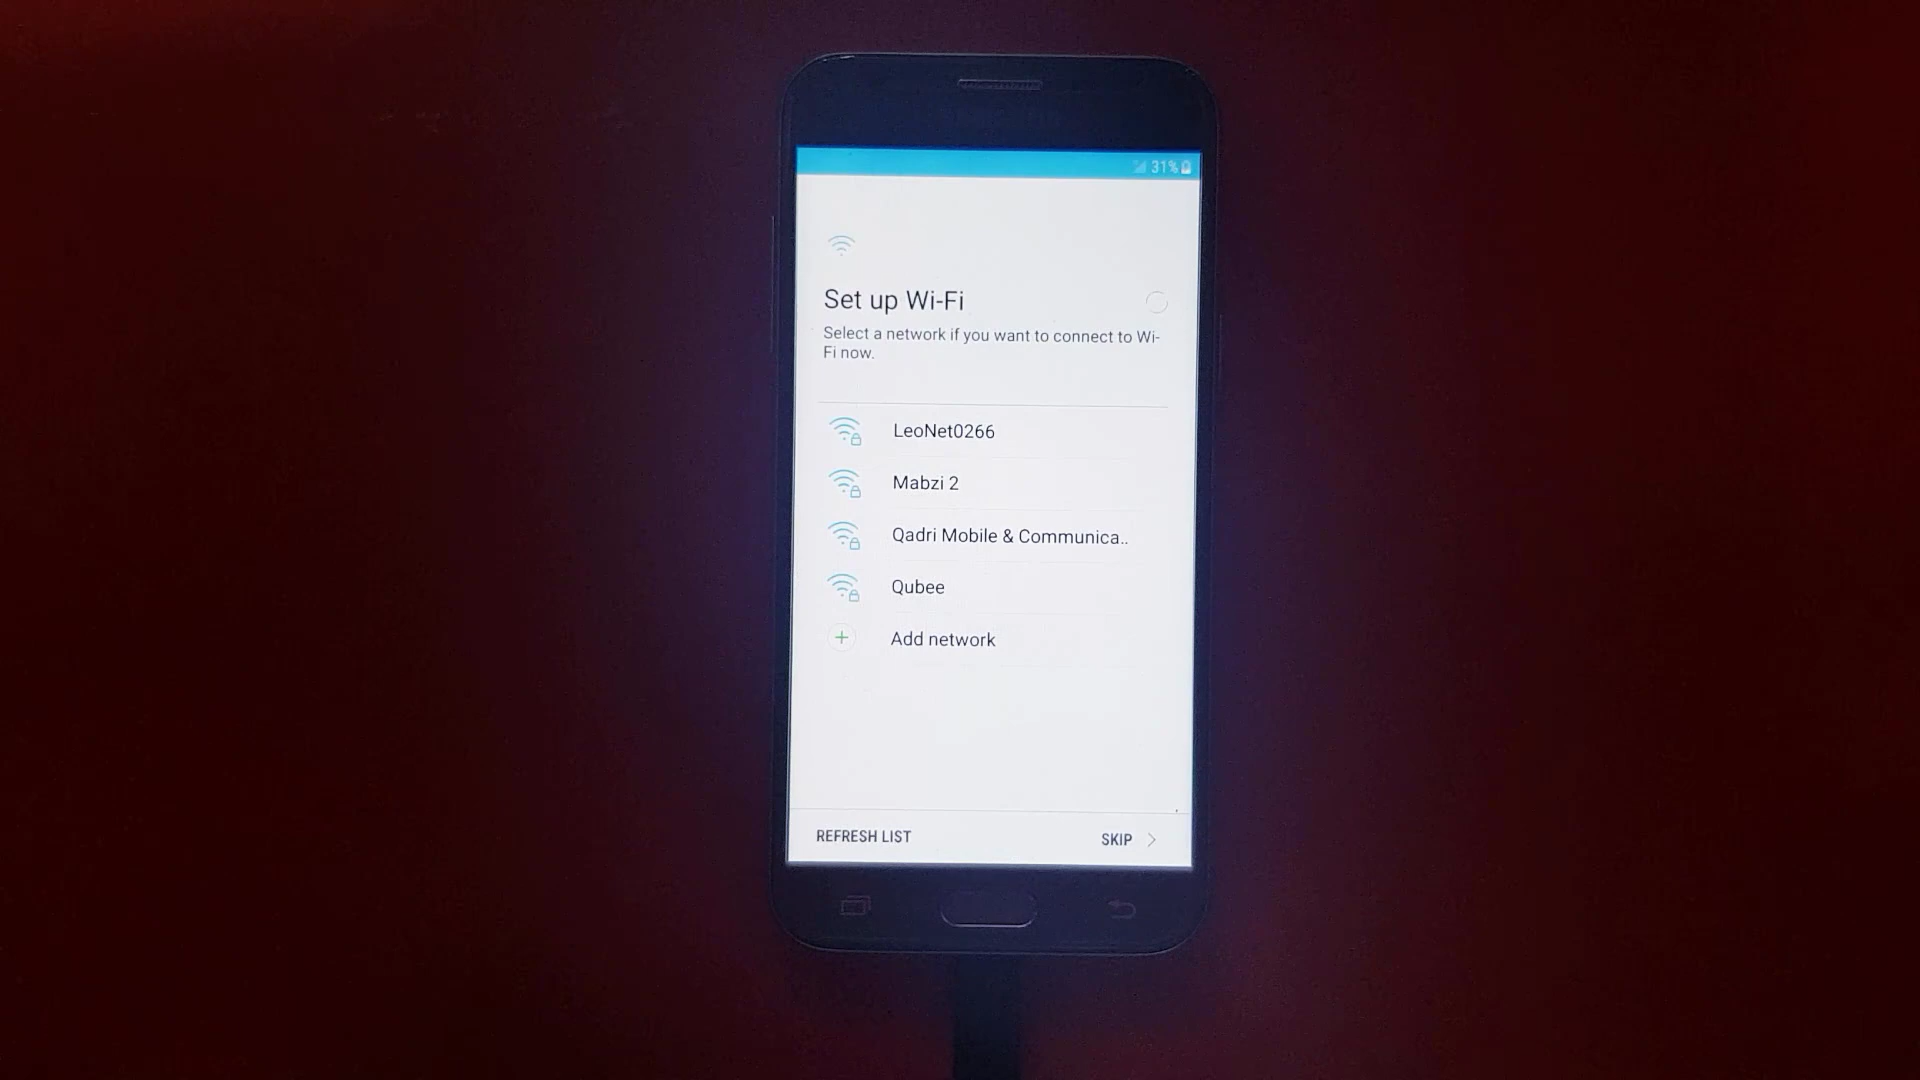 31%
Set up Wi-Fi
Select a network if you want to connect to Wi-
Fi now.
LeoNet0266
Mabzi 2
Qadri Mobile & Communica..
Qubee
Add network
REFRESH LIST
SKIP